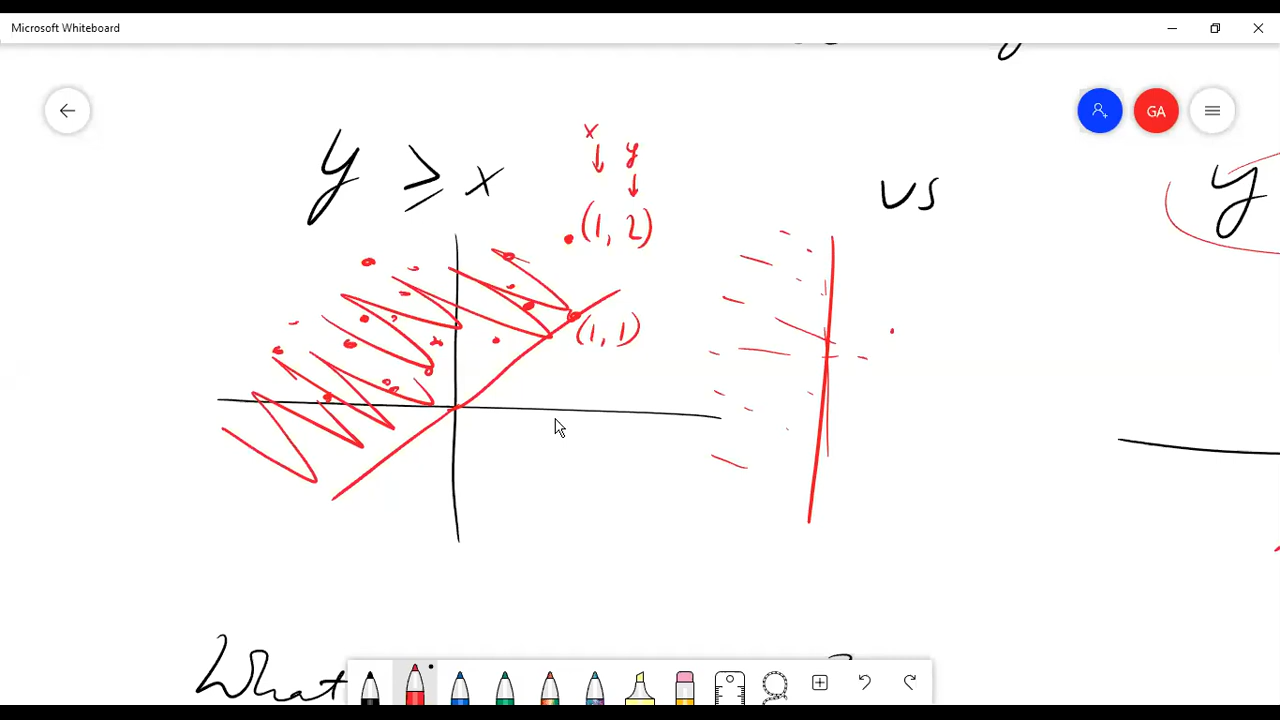 Microsoft Whiteboard
GA
x
y
y ≥ x
(1, 2)
vs
y
(1, 1)
What